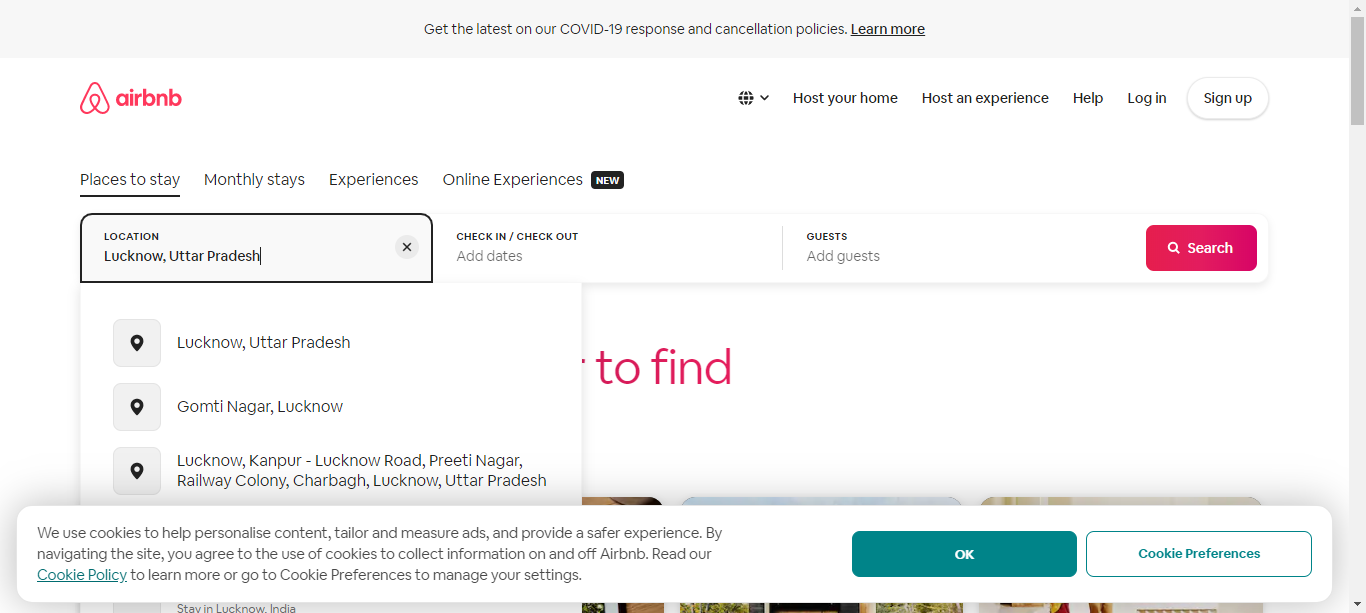 Get the latest on our COVID-19 response and cancellation policies. Learn more
airbnb
Host your home
Host an experience
Help
Log in
Sign up
Places to stay
Monthly stays
Experiences
Online Experiences
NEW
LOCATION
Lucknow, Uttar Pradesh
CHECK IN / CHECK OUT
Add dates
GUESTS
Add guests
Search
to find
Lucknow, Uttar Pradesh
Gomti Nagar, Lucknow
Lucknow, Kanpur - Lucknow Road, Preeti Nagar,
Railway Colony, Charbagh, Lucknow, Uttar Pradesh
We use cookies to help personalise content, tailor and measure ads, and provide a safer experience. By
navigating the site, you agree to the use of cookies to collect information on and off Airbnb. Read our
Cookie Policy to learn more or go to Cookie Preferences to manage your settings.
OK
Cookie Preferences
Stay in Lucknow, India